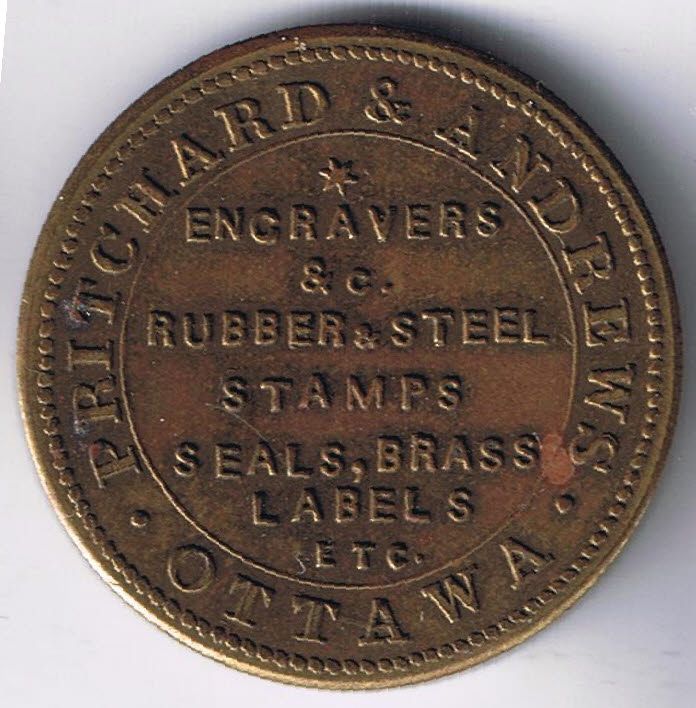 PRITCHARD & ANDREWS
ENGRAVERS
& C.
RUBBER & STEEL
STAMPS
SEALS, BRASS
LABELS
ETC.
· OTTAWA ·